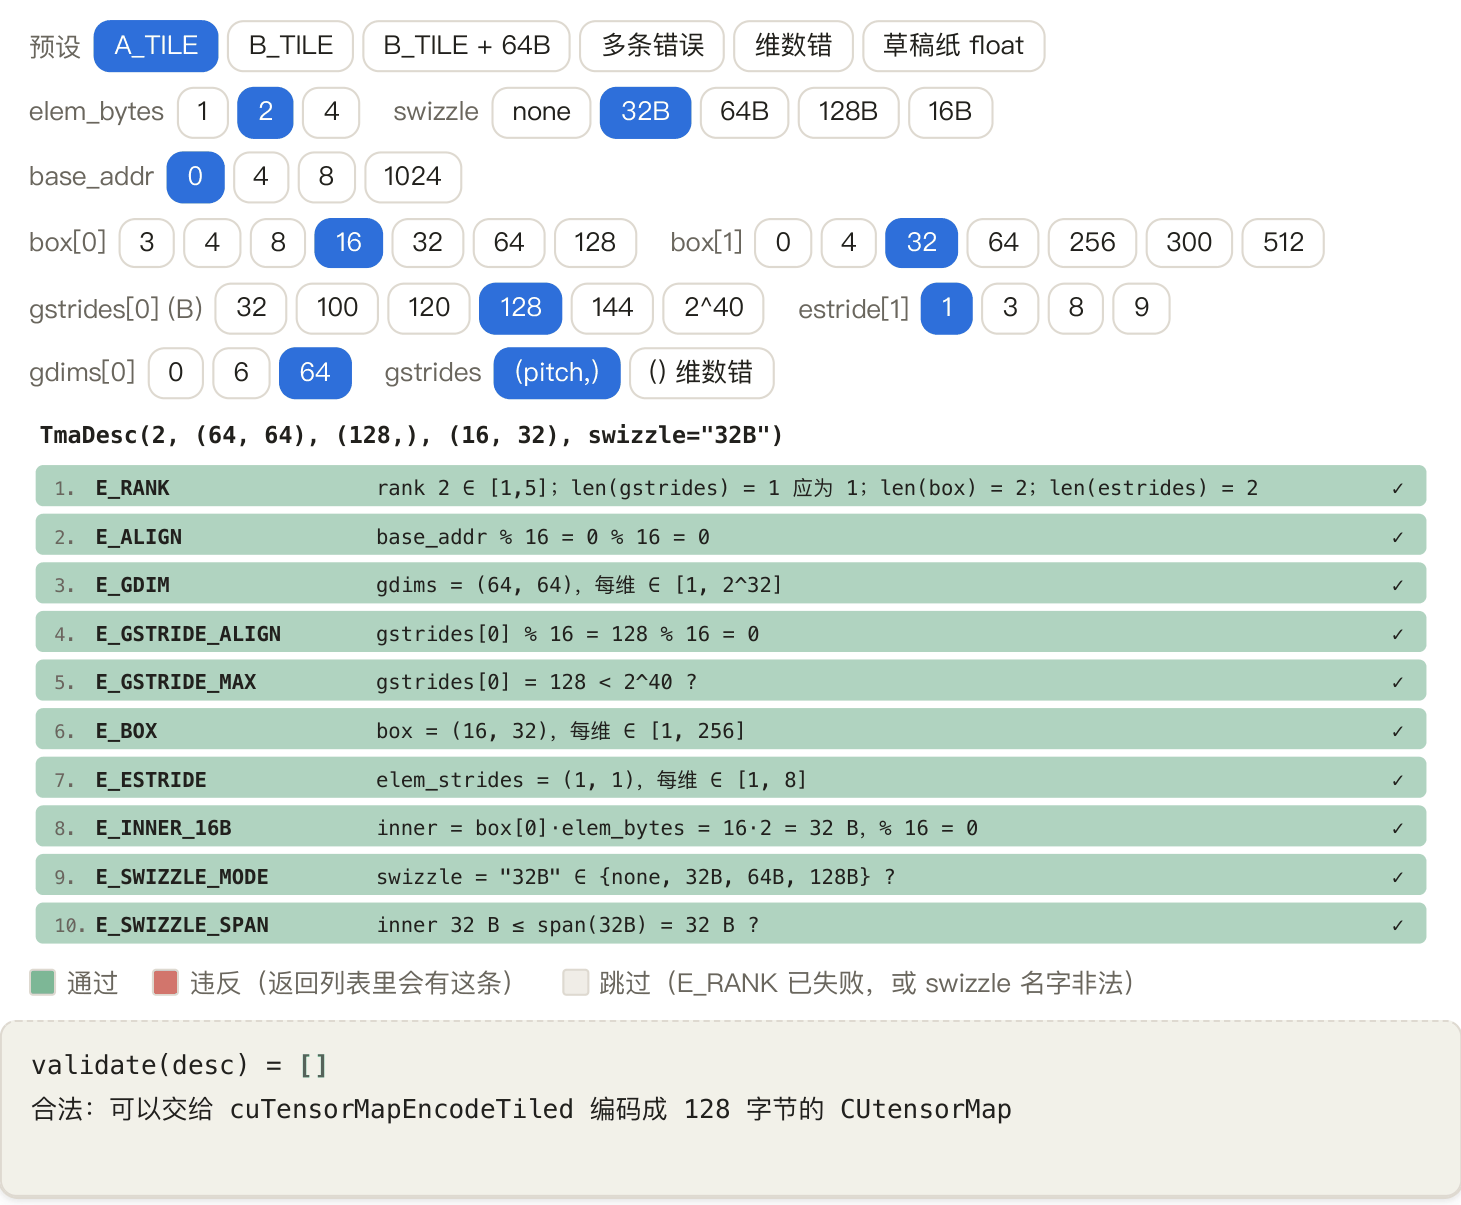 预设 A_TILE B_TILE B_TILE + 64B 多条错误 维数错 草稿纸 float
elem_bytes 1 2 4 swizzle none 32B 64B 128B 16B
base_addr 0 4 8 1024
box[0] 3 4 8 16 32 64 128 box[1] 0 4 32 64 256 300 512
gstrides[0] (B) 32 100 120 128 144 2^40 estride[1] 1 3 8 9
gdims[0] 0 6 64 gstrides (pitch,) () 维数错
TmaDesc(2, (64, 64), (128,), (16, 32), swizzle="32B")
1. E_RANK rank 2 ∈ [1,5]; len(gstrides) = 1 应为 1; len(box) = 2; len(estrides) = 2 ✓
2. E_ALIGN base_addr % 16 = 0 % 16 = 0 ✓
3. E_GDIM gdims = (64, 64), 每维 ∈ [1, 2^32] ✓
4. E_GSTRIDE_ALIGN gstrides[0] % 16 = 128 % 16 = 0 ✓
5. E_GSTRIDE_MAX gstrides[0] = 128 < 2^40 ? ✓
6. E_BOX box = (16, 32), 每维 ∈ [1, 256] ✓
7. E_ESTRIDE elem_strides = (1, 1), 每维 ∈ [1, 8] ✓
8. E_INNER_16B inner = box[0]·elem_bytes = 16·2 = 32 B, % 16 = 0 ✓
9. E_SWIZZLE_MODE swizzle = "32B" ∈ {none, 32B, 64B, 128B} ? ✓
10. E_SWIZZLE_SPAN inner 32 B ≤ span(32B) = 32 B ? ✓
通过 违反（返回列表里会有这条） 跳过（E_RANK 已失败，或 swizzle 名字非法）
validate(desc) = []
合法：可以交给 cuTensorMapEncodeTiled 编码成 128 字节的 CUtensorMap